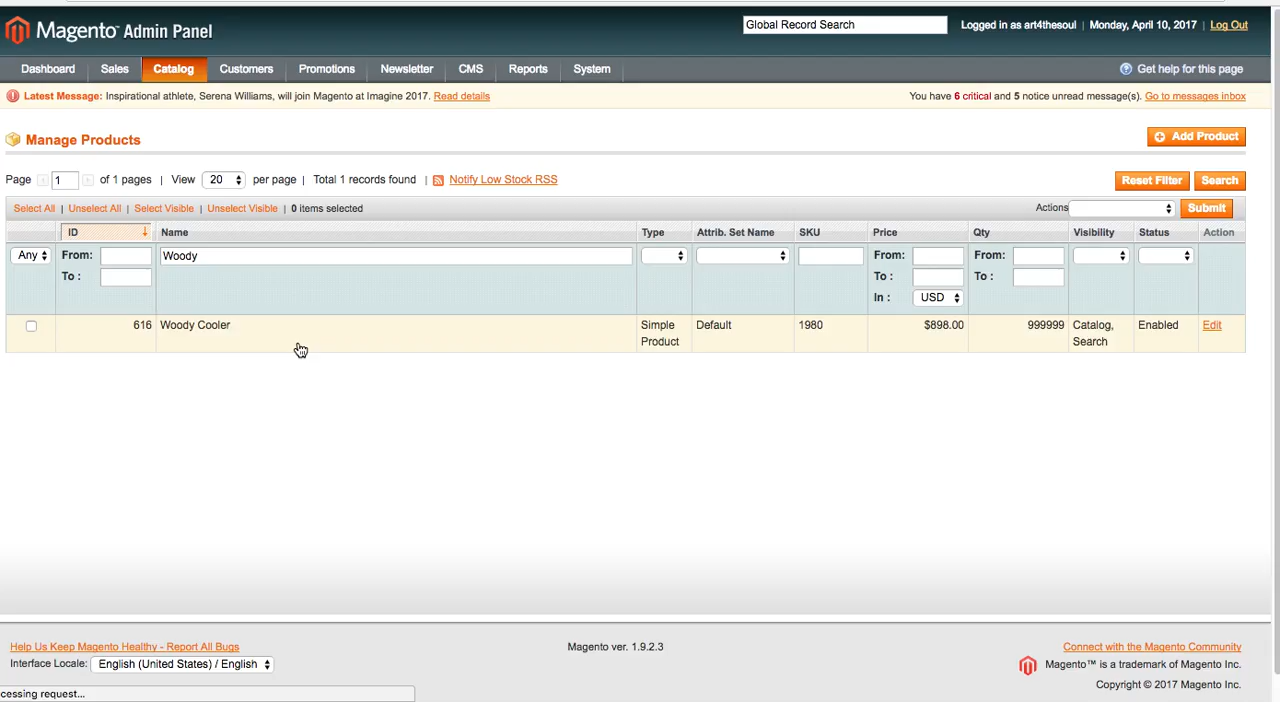 Magento™ Admin Panel
Global Record Search
Logged in as art4thesoul | Monday, April 10, 2017 | Log Out
Dashboard Sales Catalog Customers Promotions Newsletter CMS Reports System
Get help for this page
Latest Message: Inspirational athlete, Serena Williams, will join Magento at Imagine 2017. Read details
You have 6 critical and 5 notice unread message(s). Go to messages inbox
Manage Products
Add Product
Page 1 of 1 pages | View 20 per page | Total 1 records found | Notify Low Stock RSS
Reset Filter Search
Select All | Unselect All | Select Visible | Unselect Visible | 0 items selected
Actions Submit
ID Name Type Attrib. Set Name SKU Price Qty Visibility Status Action
Any From: Woody From: From:
To : To : To :
In : USD
616 Woody Cooler Simple Product Default 1980 $898.00 999999 Catalog, Search Enabled Edit
Help Us Keep Magento Healthy - Report All Bugs
Interface Locale: English (United States) / English
Magento ver. 1.9.2.3
Connect with the Magento Community
Magento™ is a trademark of Magento Inc.
Copyright © 2017 Magento Inc.
cessing request...